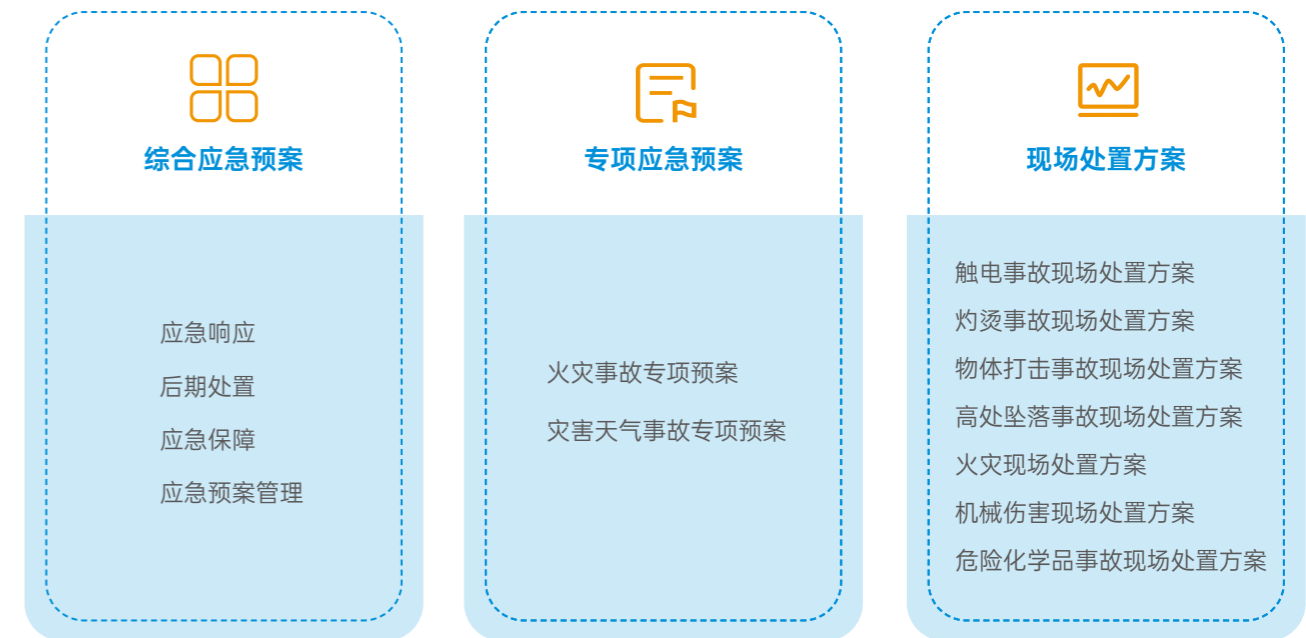 综合应急预案
应急响应
后期处置
应急保障
应急预案管理
专项应急预案
火灾事故专项预案
灾害天气事故专项预案
现场处置方案
触电事故现场处置方案
灼烫事故现场处置方案
物体打击事故现场处置方案
高处坠落事故现场处置方案
火灾现场处置方案
机械伤害现场处置方案
危险化学品事故现场处置方案